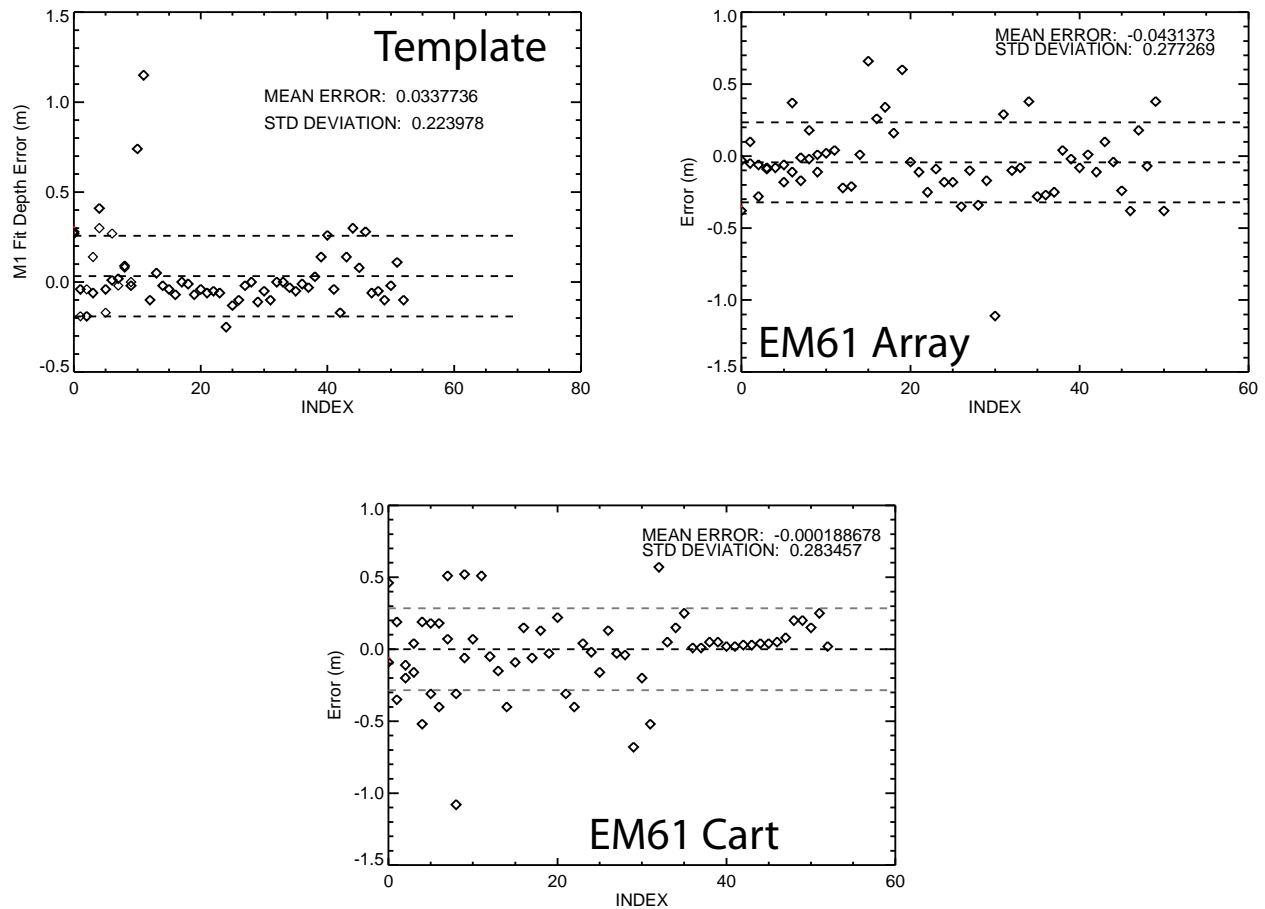 Template
MEAN ERROR: 0.0337736
STD DEVIATION: 0.223978
M1 Fit Depth Error (m)
1.5
1.0
0.5
0.0
-0.5
0 20 40 60 80
INDEX
MEAN ERROR: -0.0431373
STD DEVIATION: 0.277269
EM61 Array
Error (m)
1.0
0.5
0.0
-0.5
-1.0
-1.5
0 20 40 60
INDEX
MEAN ERROR: -0.000188678
STD DEVIATION: 0.283457
EM61 Cart
Error (m)
1.0
0.5
0.0
-0.5
-1.0
-1.5
0 20 40 60
INDEX